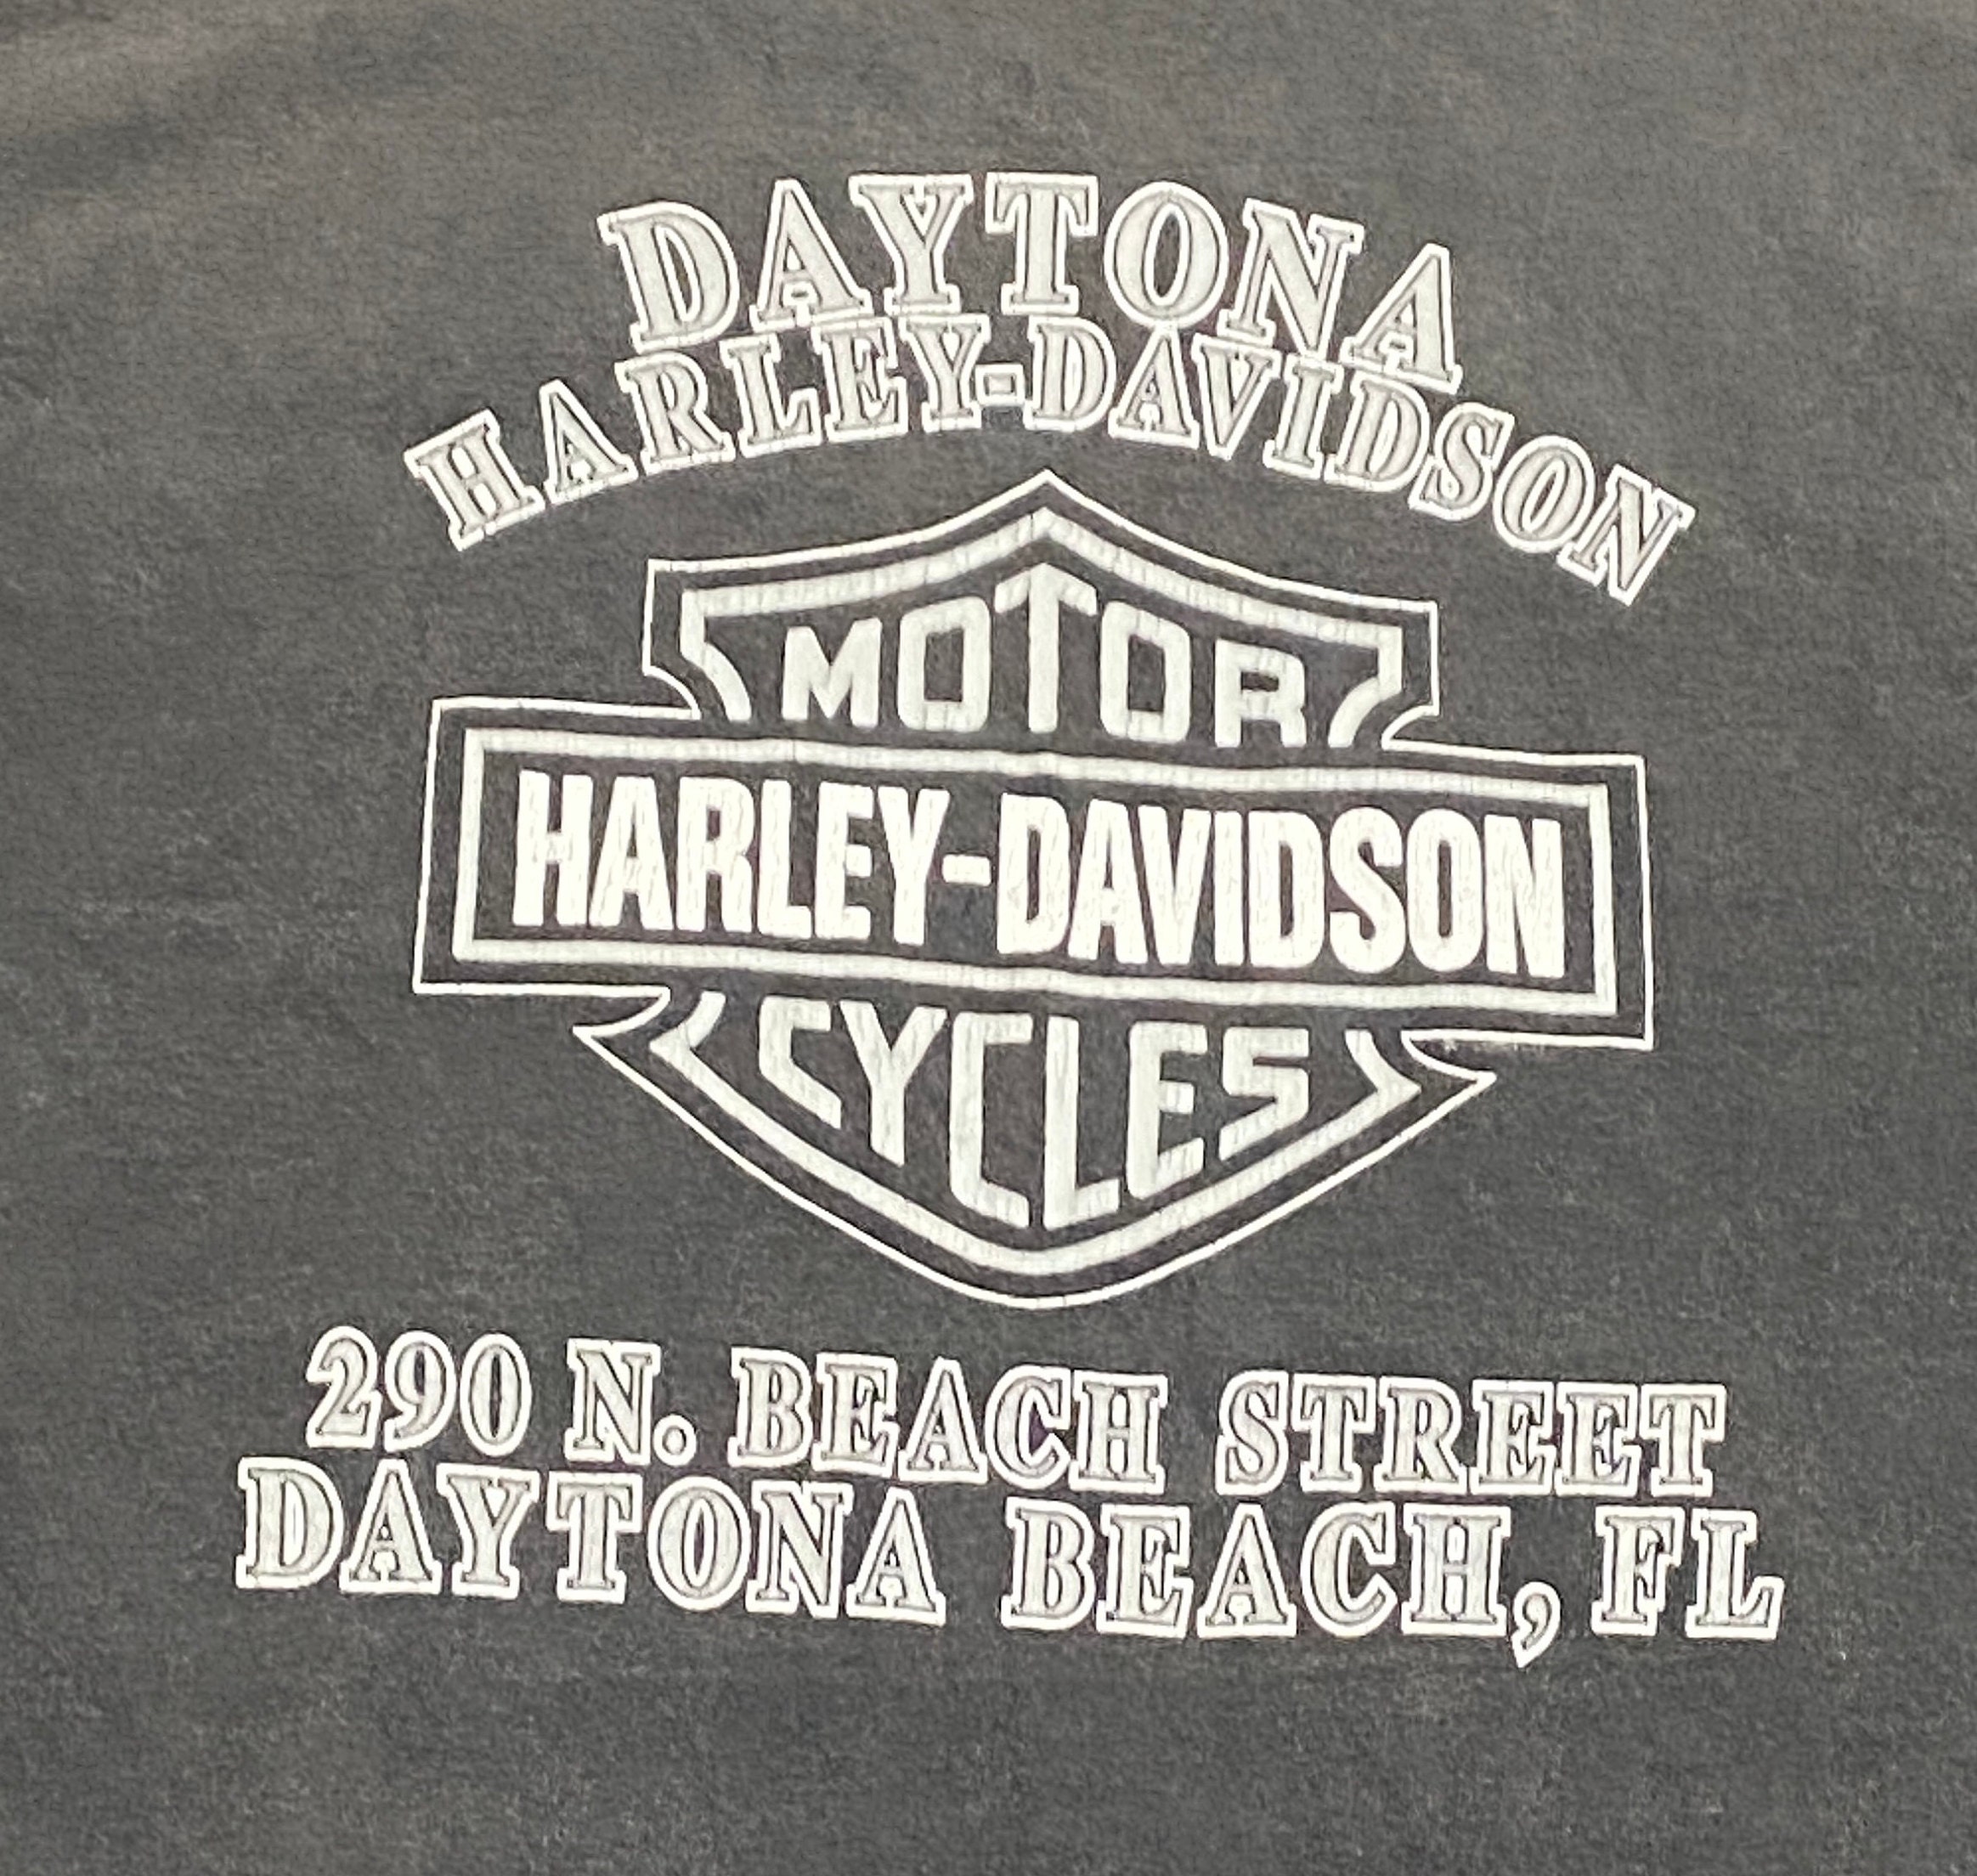 DAYTONA
HARLEY-DAVIDSON
MOTOR
HARLEY-DAVIDSON
CYCLES
290 N. BEACH STREET
DAYTONA BEACH, FL